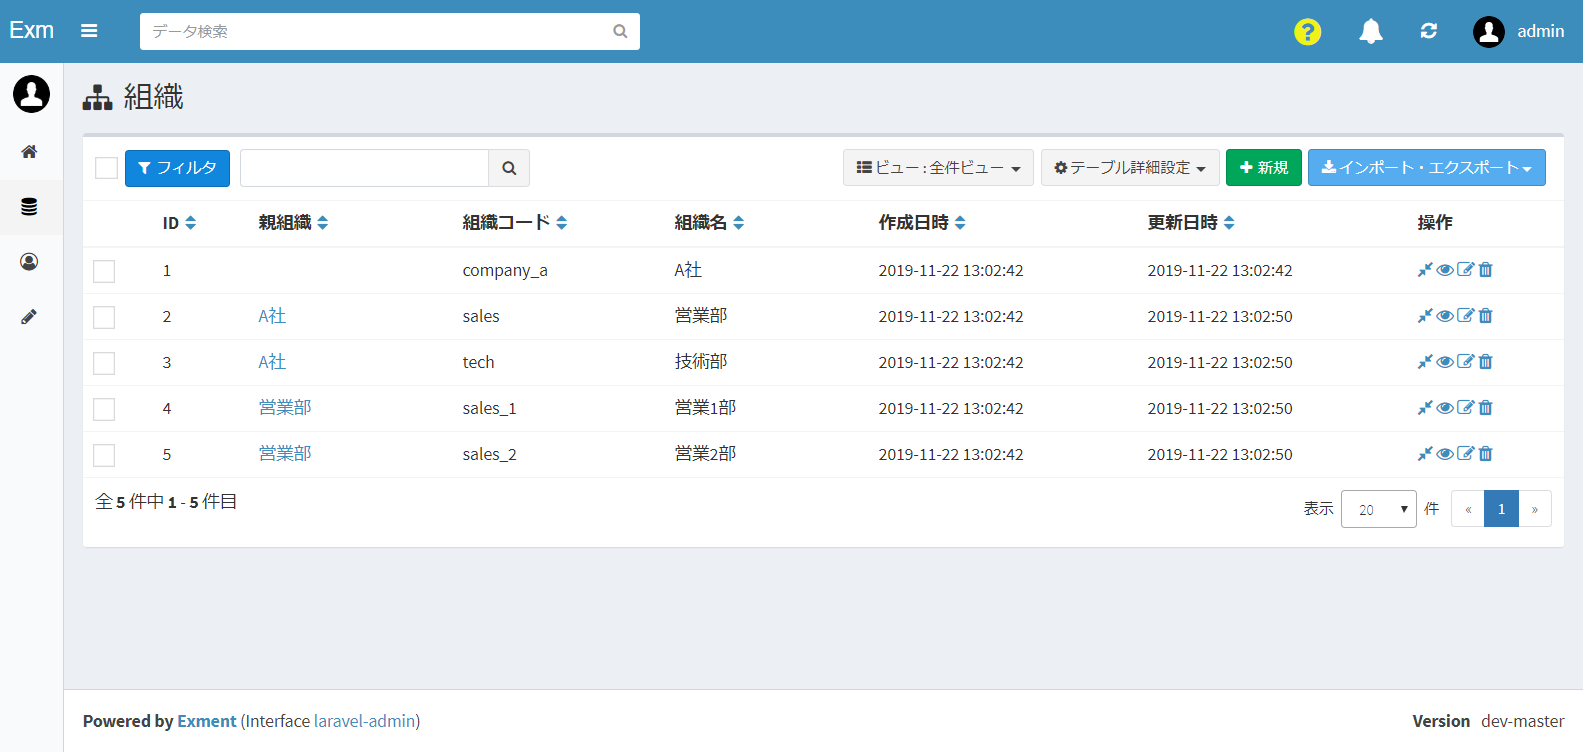 Exm データ検索 ? admin
組織
フィルタ ビュー : 全件ビュー テーブル詳細設定 新規 インポート・エクスポート
ID 親組織 組織コード 組織名 作成日時 更新日時 操作
1 company_a A社 2019-11-22 13:02:42 2019-11-22 13:02:42
2 A社 sales 営業部 2019-11-22 13:02:42 2019-11-22 13:02:50
3 A社 tech 技術部 2019-11-22 13:02:42 2019-11-22 13:02:50
4 営業部 sales_1 営業1部 2019-11-22 13:02:42 2019-11-22 13:02:50
5 営業部 sales_2 営業2部 2019-11-22 13:02:42 2019-11-22 13:02:50
全 5 件中 1 - 5 件目
表示 20 件 « 1 »
Powered by Exment (Interface laravel-admin) Version dev-master